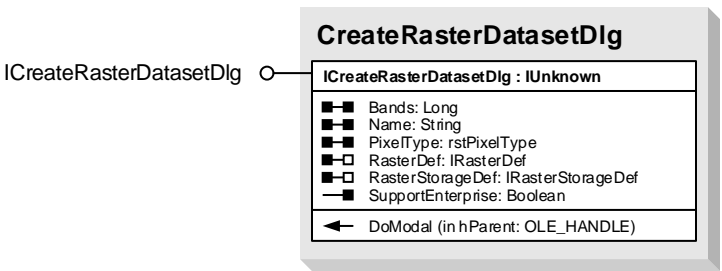 CreateRasterDatasetDlg
ICreateRasterDatasetDlg
ICreateRasterDatasetDlg : IUnknown
Bands: Long
Name: String
PixelType: rstPixelType
RasterDef: IRasterDef
RasterStorageDef: IRasterStorageDef
SupportEnterprise: Boolean
DoModal (in hParent: OLE_HANDLE)